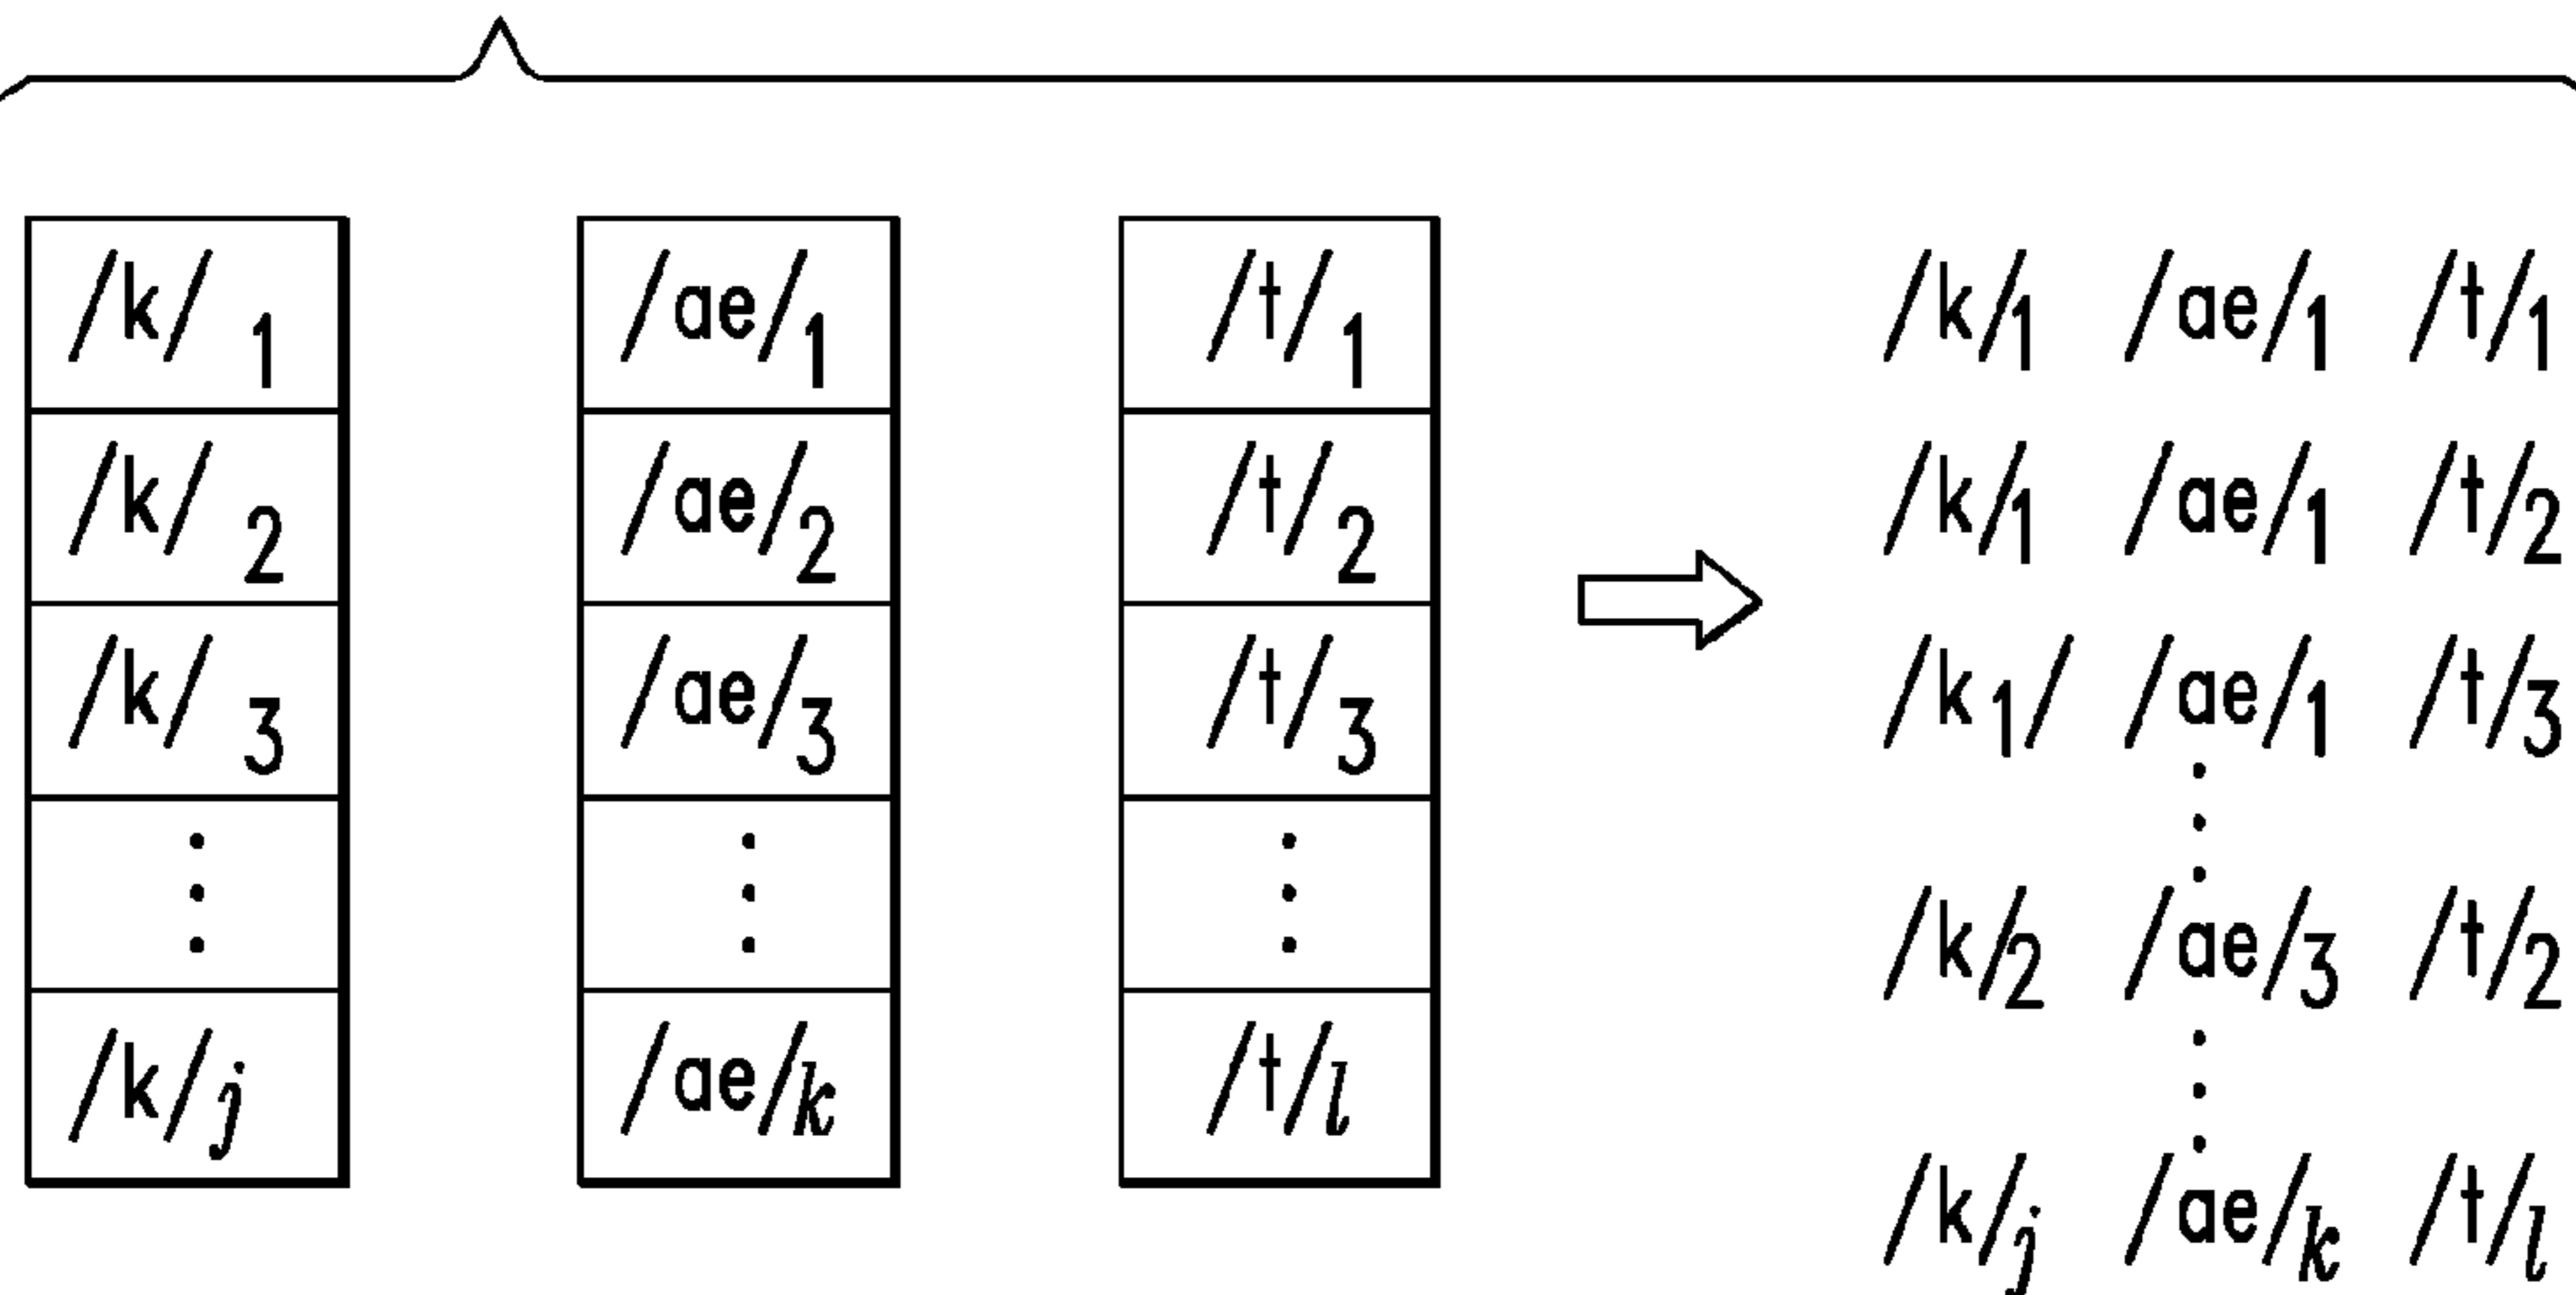 /k/ 1 /ae/1 /t/1 /k/1 /ae/1 /t/1
/k/ 2 /ae/2 /t/2 /k/1 /ae/1 /t/2
/k/ 3 /ae/3 /t/3 /k1/ /ae/1 /t/3
/k/2 /ae/3 /t/2
/k/j /ae/k /t/l /k/j /ae/k /t/l